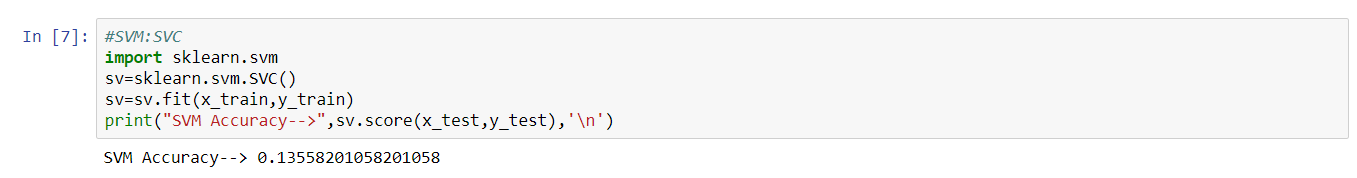 In [7]: #SVM:SVC
import sklearn.svm
sv=sklearn.svm.SVC()
sv=sv.fit(x_train,y_train)
print("SVM Accuracy-->",sv.score(x_test,y_test),'\n')
SVM Accuracy--> 0.13558201058201058